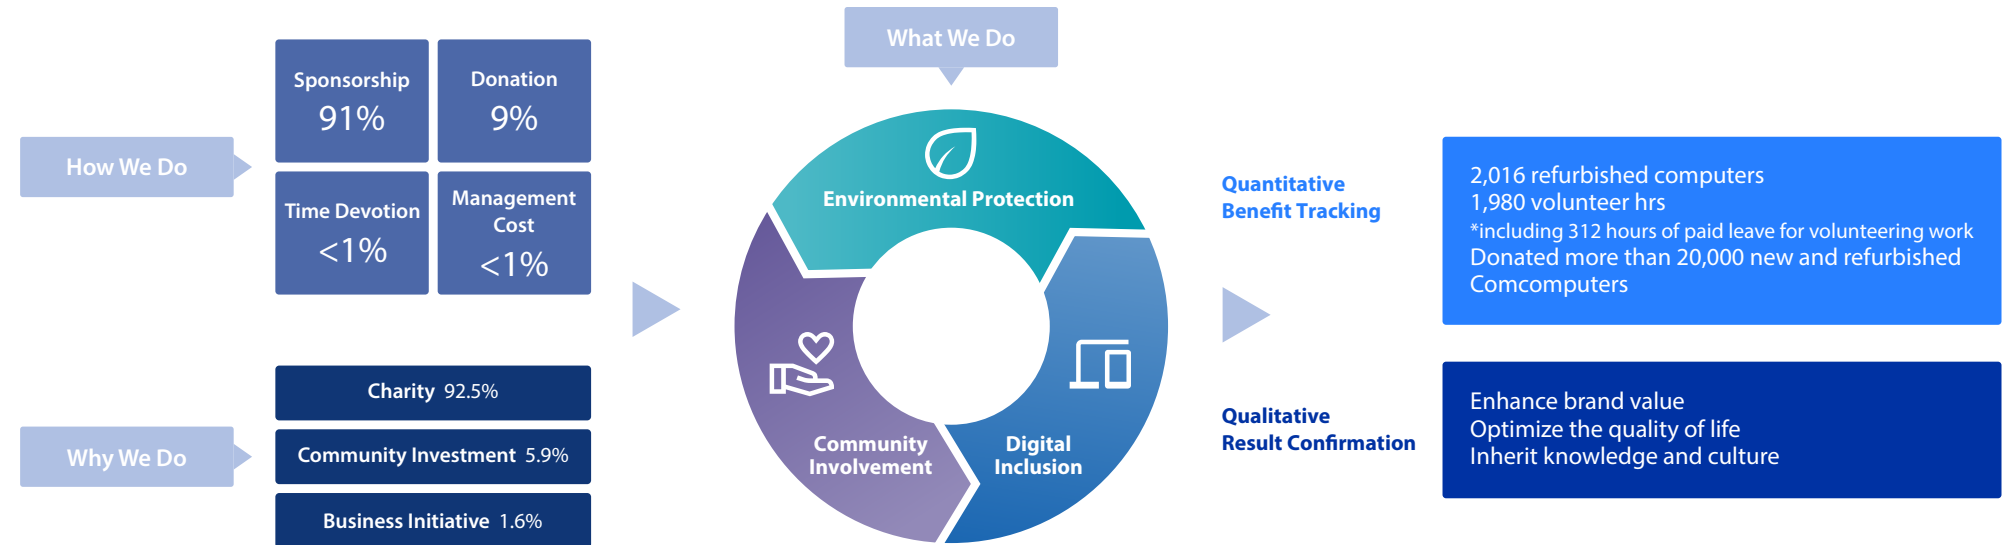 How We Do
Sponsorship
91%
Donation
9%
Time Devotion
<1%
Management
Cost
<1%
Why We Do
Charity 92.5%
Community Investment 5.9%
Business Initiative 1.6%
What We Do
Environmental Protection
Community
Involvement
Digital
Inclusion
Quantitative
Benefit Tracking
2,016 refurbished computers
1,980 volunteer hrs
*including 312 hours of paid leave for volunteering work
Donated more than 20,000 new and refurbished
Comcomputers
Qualitative
Result Confirmation
Enhance brand value
Optimize the quality of life
Inherit knowledge and culture